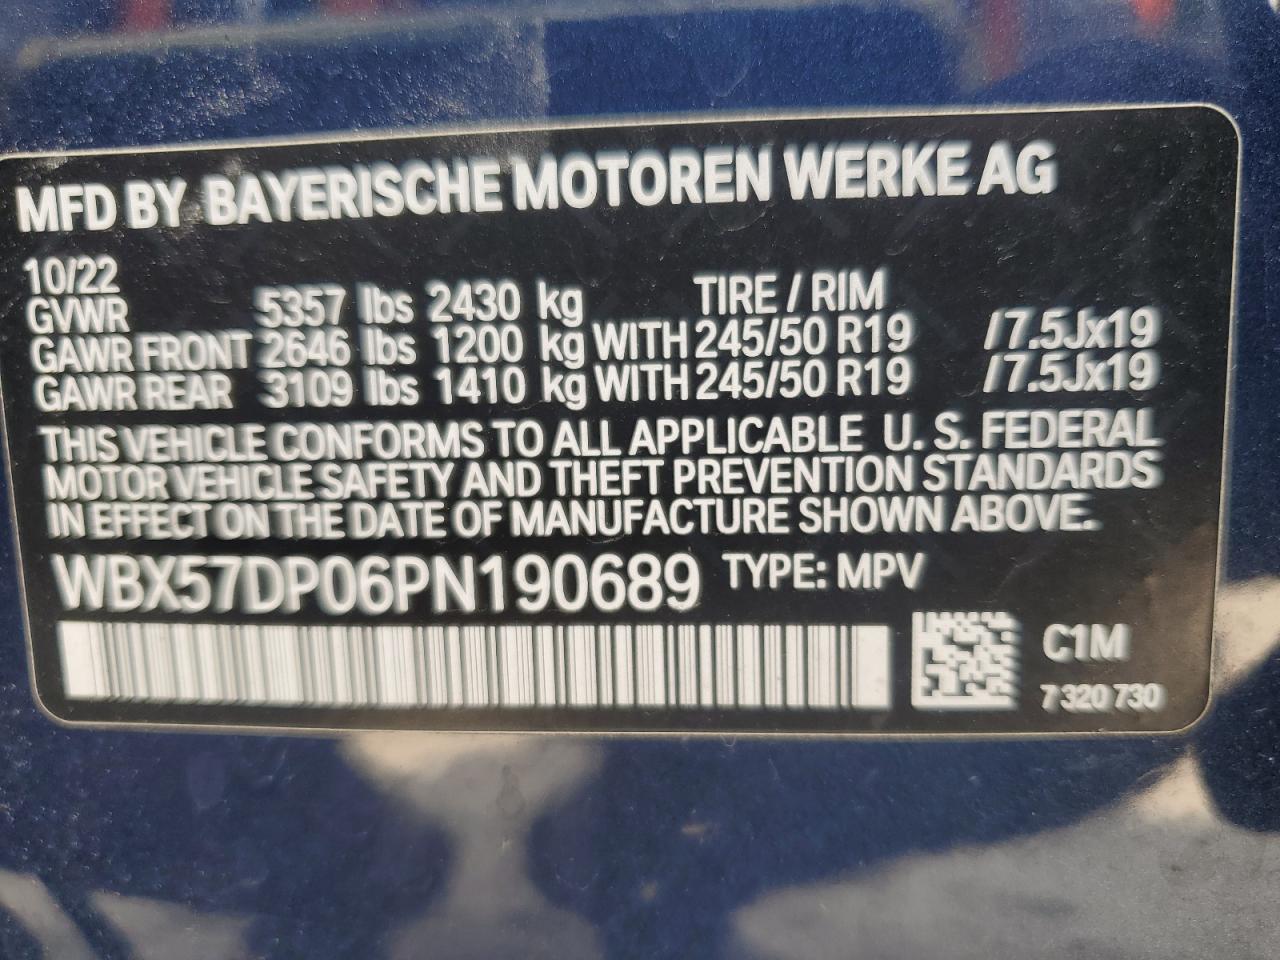 MFD BY BAYERISCHE MOTOREN WERKE AG
10/22
GVWR 5357 lbs 2430 kg TIRE / RIM
GAWR FRONT 2646 lbs 1200 kg WITH 245/50 R19 /7.5Jx19
GAWR REAR 3109 lbs 1410 kg WITH 245/50 R19 /7.5Jx19
THIS VEHICLE CONFORMS TO ALL APPLICABLE U. S. FEDERAL
MOTOR VEHICLE SAFETY AND THEFT PREVENTION STANDARDS
IN EFFECT ON THE DATE OF MANUFACTURE SHOWN ABOVE.
WBX57DP06PN190689 TYPE: MPV
C1M
7 320 730